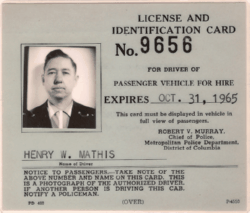 LICENSE AND
IDENTIFICATION CARD
No. 9656
FOR DRIVER OF
PASSENGER VEHICLE FOR HIRE
EXPIRES OCT. 31, 1965
This card must be displayed in vehicle in
full view of passengers.
ROBERT V. MURRAY,
Chief of Police,
Metropolitan Police Department,
District of Columbia
HENRY W. MATHIS
Name of Driver
NOTICE TO PASSENGERS—TAKE NOTE OF THE
ABOVE NUMBER AND NAME ON THIS CARD. THIS
IS A PHOTOGRAPH OF THE AUTHORIZED DRIVER.
IF ANOTHER PERSON IS DRIVING THIS CAB,
NOTIFY A POLICEMAN.
(OVER)